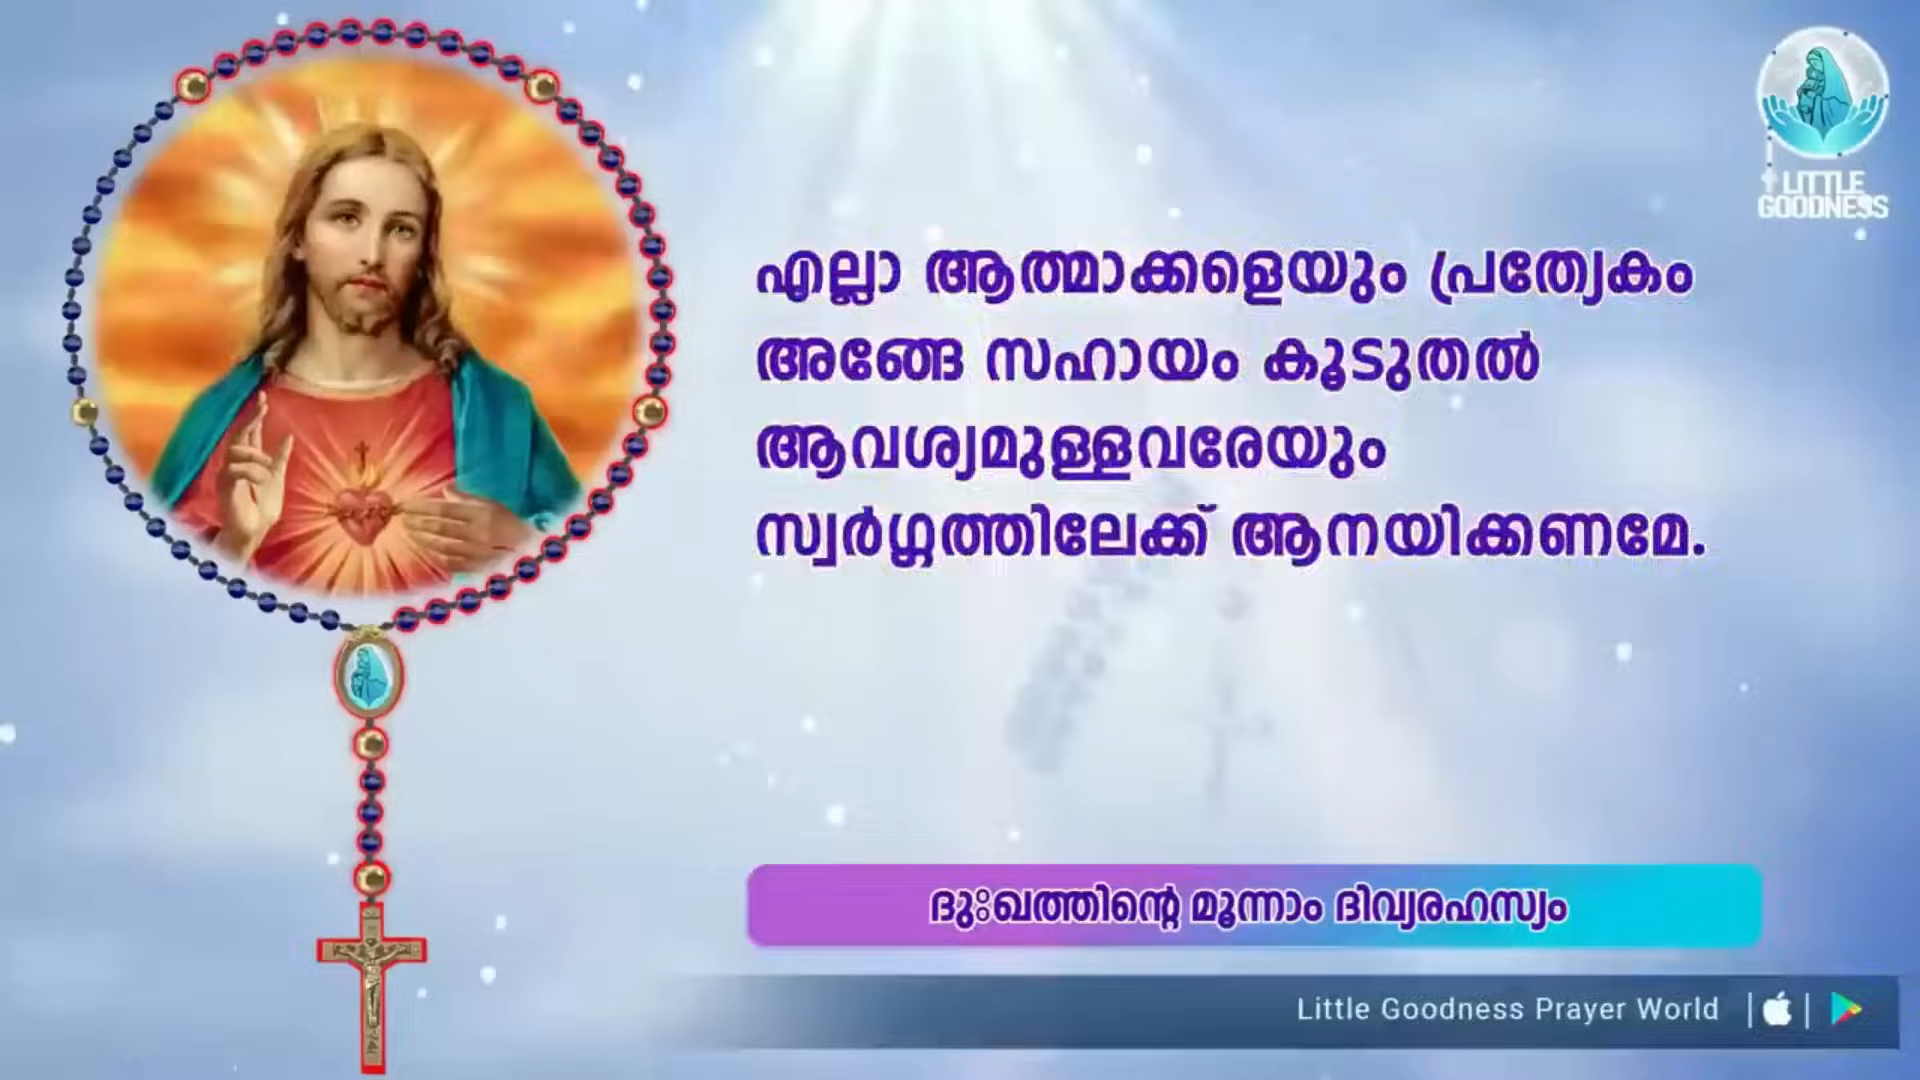 LITTLE
GOODNESS
എല്ലാ ആത്മാക്കളെയും പ്രത്യേകം
അങ്ങേ സഹായം കൂടുതൽ
ആവശ്യമുള്ളവരേയും
സ്വർഗ്ഗത്തിലേക്ക് ആനയിക്കണമേ.
ദുഃഖത്തിന്റെ മൂന്നാം ദിവ്യരഹസ്യം
Little Goodness Prayer World